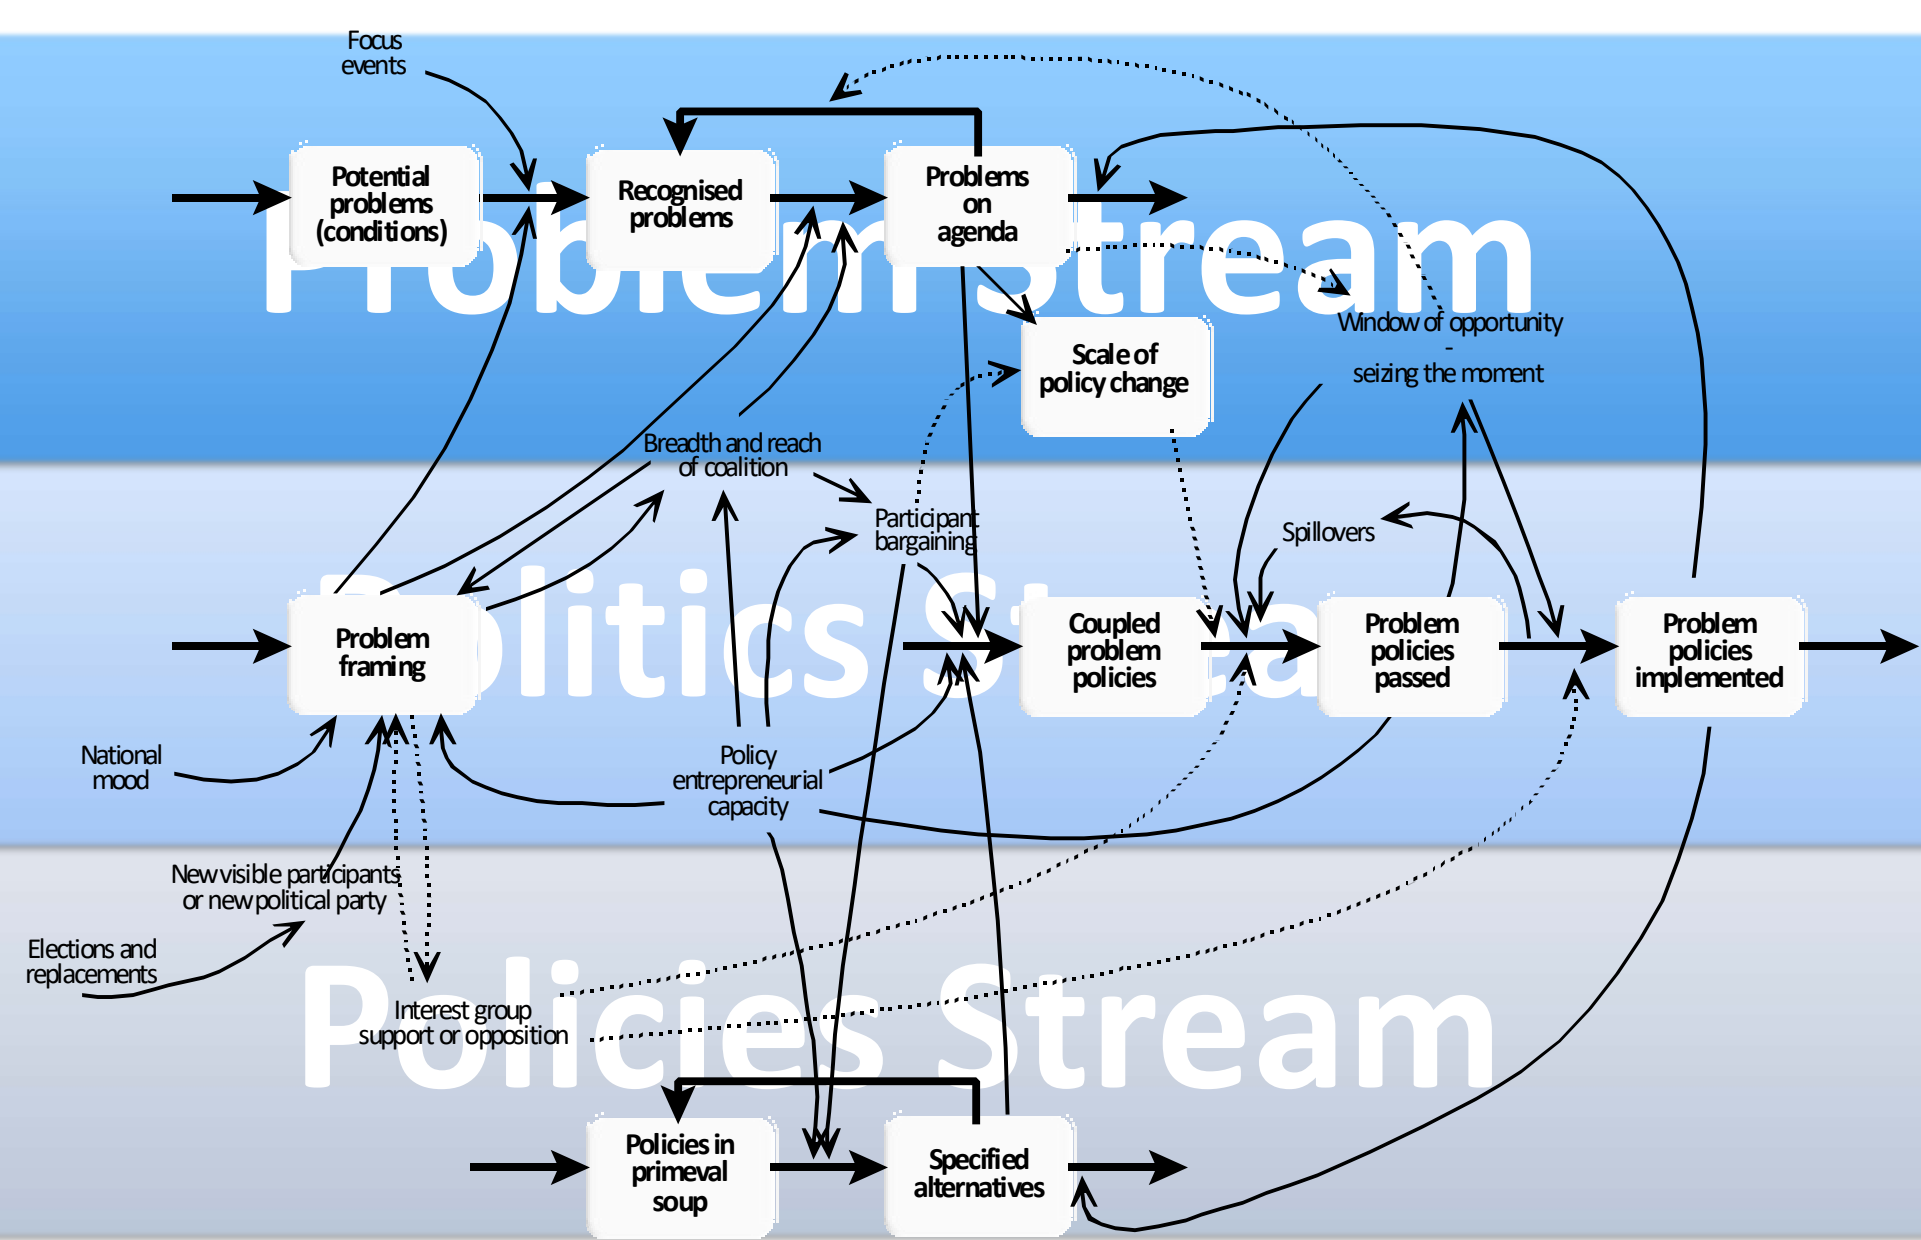 Focus
events
Potential
problems
(conditions)
Recognised
problems
Problems
on
agenda
Problem Stream
Scale of
policy change
Window of opportunity
-
seizing the moment
Breadth and reach
of coalition
Participant
bargaining
Spillovers
Politics Stream
Problem
framing
Coupled
problem
policies
Problem
policies
passed
Problem
policies
implemented
National
mood
Policy
entrepreneurial
capacity
New visible participants
or new political party
Elections and
replacements
Interest group
support or opposition
Policies Stream
Policies in
primeval
soup
Specified
alternatives